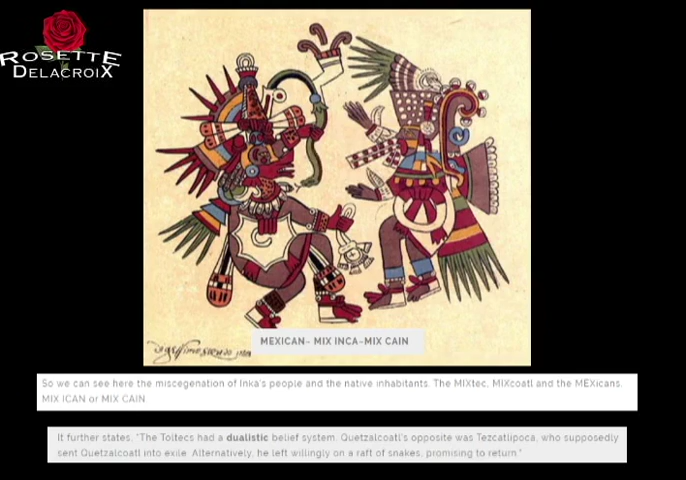 ROSETTE
DELACROIX
MEXICAN- MIX INCA-MIX CAIN
So we can see here the miscegenation of Inka's people and the native inhabitants. The MIXtec, MIXcoatl and the MEXicans.
MIX ICAN or MIX CAIN
It further states, "The Toltecs had a dualistic belief system. Quetzalcoatl's opposite was Tezcatlipoca, who supposedly
sent Quetzalcoatl into exile. Alternatively, he left willingly on a raft of snakes, promising to return."